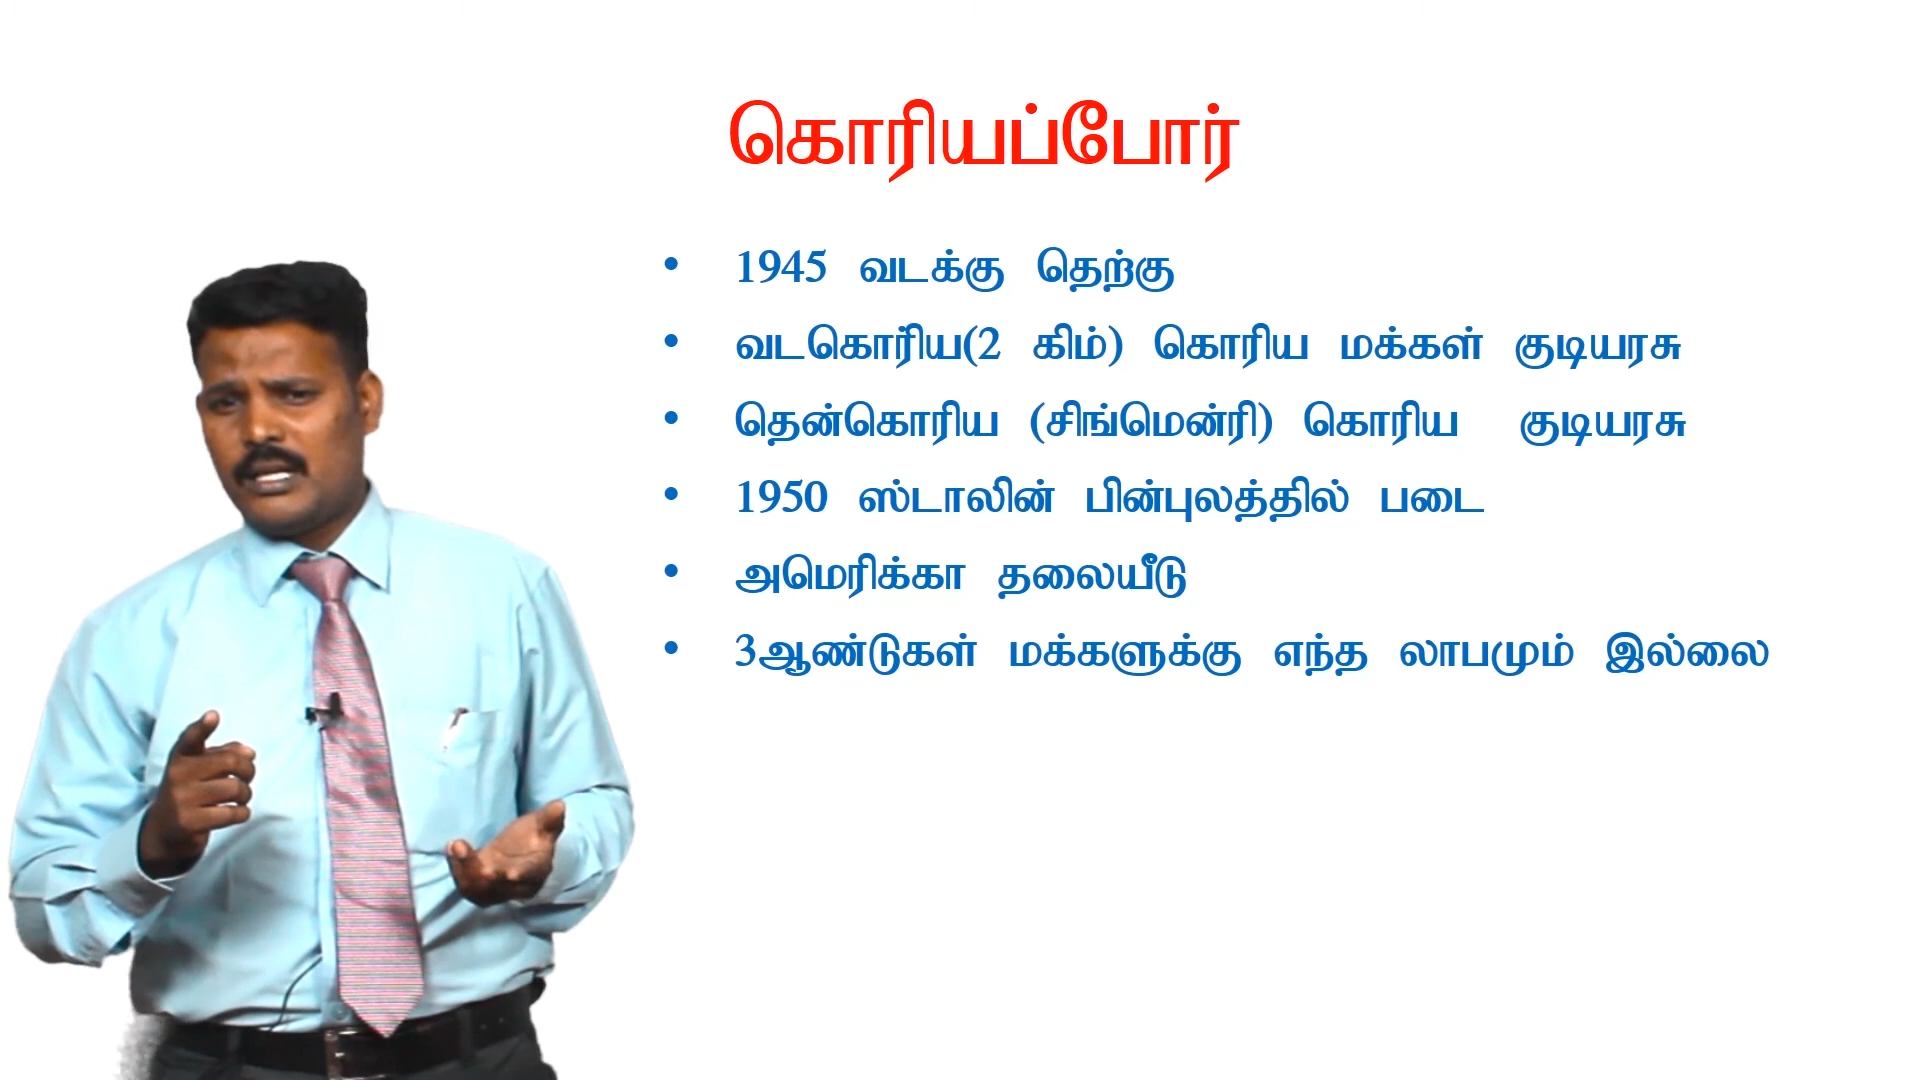 கொரியப்போர்
• 1945 வடக்கு தெற்கு
• வடகொரிய(2 கிம்) கொரிய மக்கள் குடியரசு
• தென்கொரிய (சிங்மென்ரி) கொரிய குடியரசு
• 1950 ஸ்டாலின் பின்புலத்தில் படை
• அமெரிக்கா தலையீடு
• 3ஆண்டுகள் மக்களுக்கு எந்த லாபமும் இல்லை